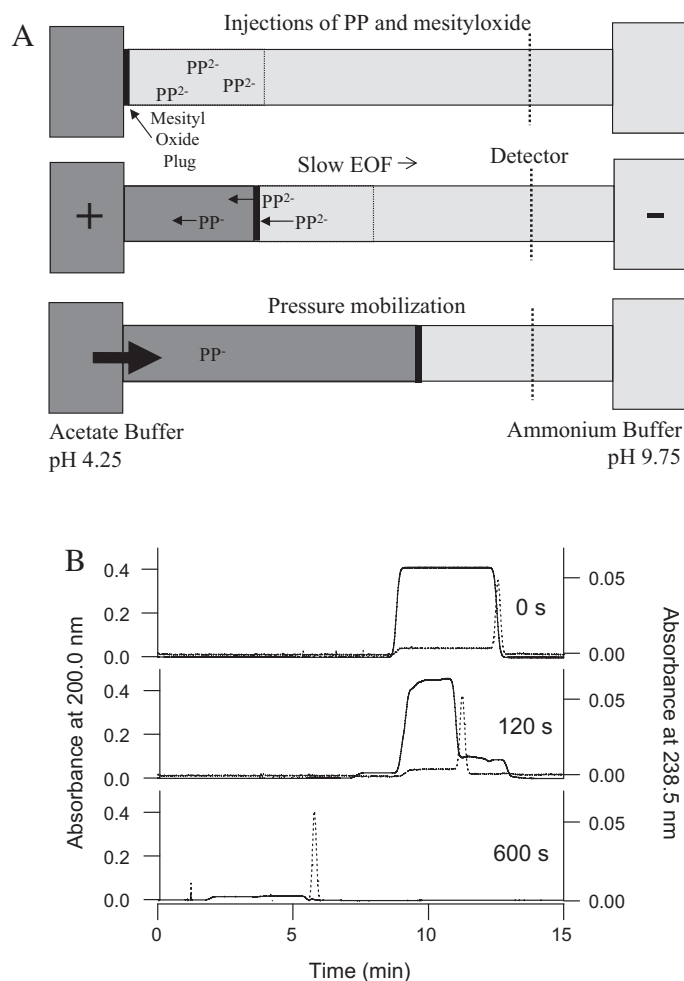 A
Injections of PP and mesityloxide
PP2-
PP2-
PP2-
Mesityl
Oxide
Plug
Slow EOF →
Detector
+
PP2-
PP-
PP2-
-
Pressure mobilization
PP-
Acetate Buffer
pH 4.25
Ammonium Buffer
pH 9.75
B
Absorbance at 200.0 nm
Absorbance at 238.5 nm
0.4
0.2
0.0
0.05
0.00
0 s
0.4
0.2
0.0
0.05
0.00
120 s
0.4
0.2
0.0
0.05
0.00
600 s
0
5
10
15
Time (min)